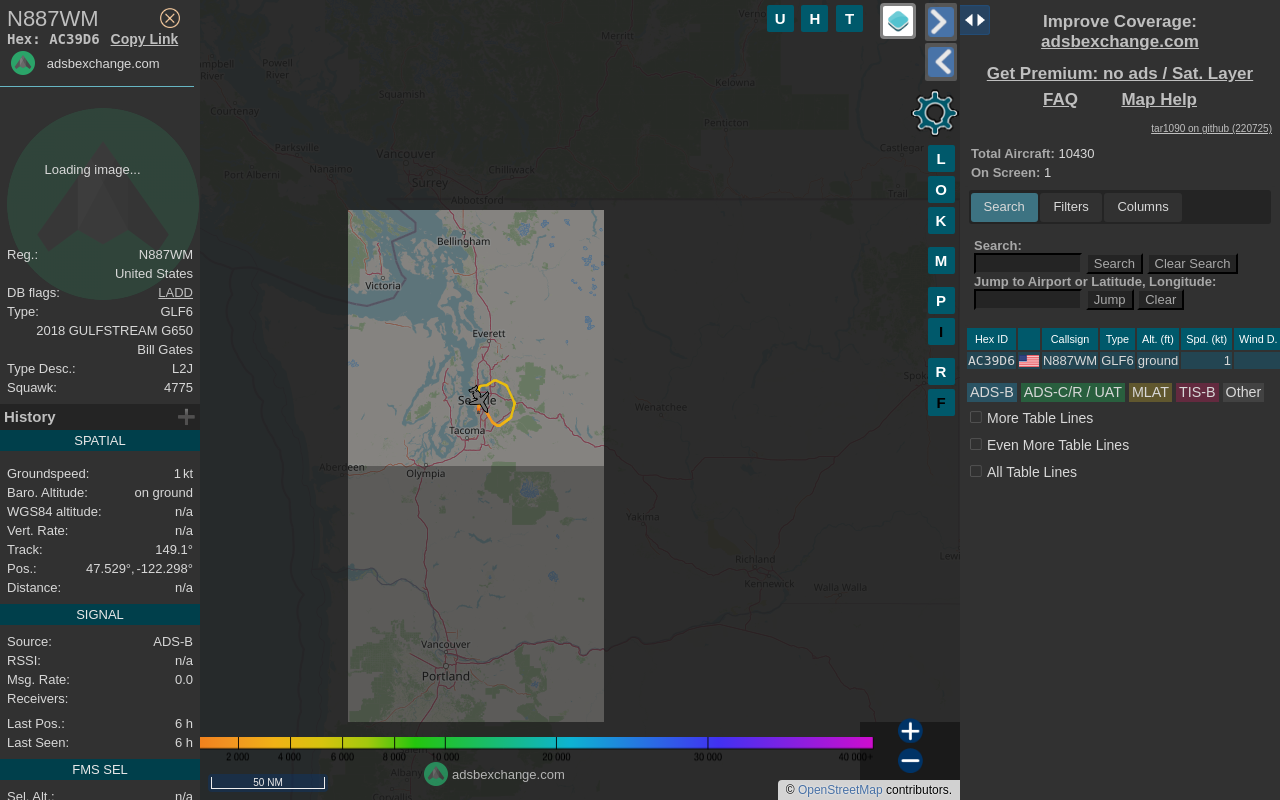 N887WM
Hex: AC39D6 Copy Link
adsbexchange.com
Loading image...
Reg.: N887WM
United States
DB flags: LADD
Type: GLF6
2018 GULFSTREAM G650
Bill Gates
Type Desc.: L2J
Squawk: 4775
History
SPATIAL
Groundspeed: 1 kt
Baro. Altitude: on ground
WGS84 altitude: n/a
Vert. Rate: n/a
Track: 149.1°
Pos.: 47.529°, -122.298°
Distance: n/a
SIGNAL
Source: ADS-B
RSSI: n/a
Msg. Rate: 0.0
Receivers:
Last Pos.: 6 h
Last Seen: 6 h
FMS SEL
Sel. Alt.: n/a
U H T
Merritt
Powell
River
River
Squamish
Kelowna
Courtenay
Penticton
Parksville
Vancouver
Nanaimo
Chilliwack
Castlegar
Port Alberni
Surrey
Trail
Abbotsford
Bellingham
Victoria
Everett
Seattle
Wenatchee
Tacoma
Aberdeen
Olympia
Yakima
Richland
Kennewick
Walla Walla
Vancouver
Portland
L
O
K
M
P
I
R
F
2 000 4 000 6 000 8 000 10 000 20 000 30 000 40 000+
50 NM
adsbexchange.com
© OpenStreetMap contributors.
Improve Coverage:
adsbexchange.com
Get Premium: no ads / Sat. Layer
FAQ Map Help
tar1090 on github (220725)
Total Aircraft: 10430
On Screen: 1
Search Filters Columns
Search:
Search Clear Search
Jump to Airport or Latitude, Longitude:
Jump Clear
Hex ID Callsign Type Alt. (ft) Spd. (kt) Wind D.
AC39D6 N887WM GLF6 ground 1
ADS-B ADS-C/R / UAT MLAT TIS-B Other
More Table Lines
Even More Table Lines
All Table Lines